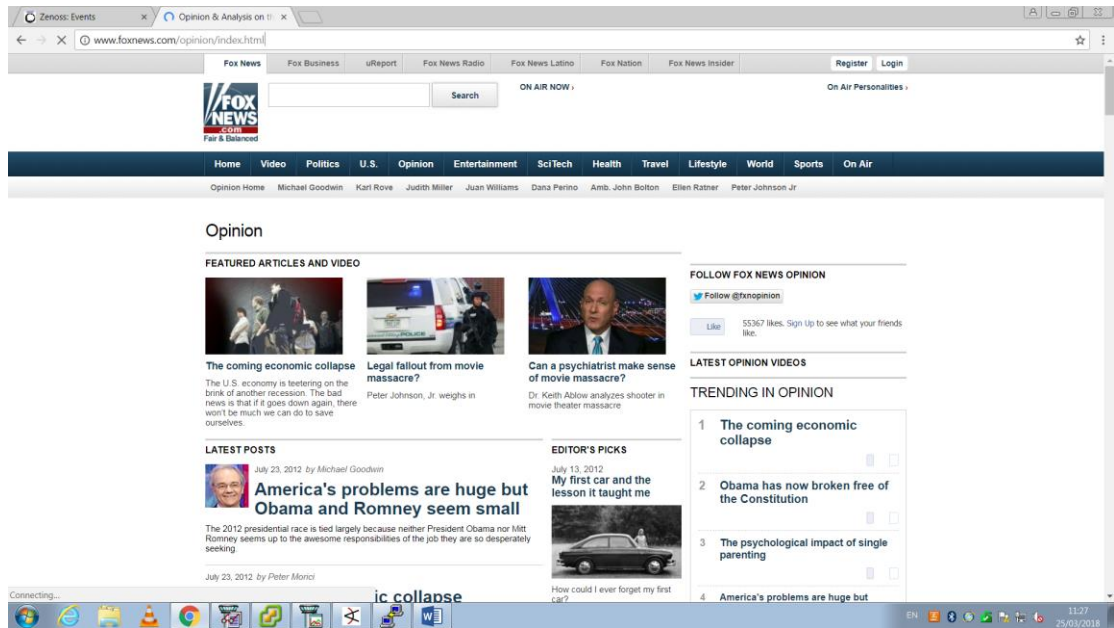 Zenoss: Events
Opinion & Analysis on th
www.foxnews.com/opinion/index.html
Fox News Fox Business uReport Fox News Radio Fox News Latino Fox Nation Fox News Insider Register Login
FOX
NEWS
.com
Fair & Balanced
Search
ON AIR NOW ›
On Air Personalities ›
Home Video Politics U.S. Opinion Entertainment SciTech Health Travel Lifestyle World Sports On Air
Opinion Home Michael Goodwin Karl Rove Judith Miller Juan Williams Dana Perino Amb. John Bolton Ellen Ratner Peter Johnson Jr
Opinion
FEATURED ARTICLES AND VIDEO
POLICE
The coming economic collapse
The U.S. economy is teetering on the
brink of another recession. The bad
news is that if it goes down again, there
won't be much we can do to save
ourselves.
Legal fallout from movie
massacre?
Peter Johnson, Jr. weighs in
Can a psychiatrist make sense
of movie massacre?
Dr. Keith Ablow analyzes shooter in
movie theater massacre
LATEST POSTS
July 23, 2012 by Michael Goodwin
America's problems are huge but
Obama and Romney seem small
The 2012 presidential race is tied largely because neither President Obama nor Mitt
Romney seems up to the awesome responsibilities of the job they are so desperately
seeking.
July 23, 2012 by Peter Morici
ic collapse
EDITOR'S PICKS
July 13, 2012
My first car and the
lesson it taught me
How could I ever forget my first
car?
FOLLOW FOX NEWS OPINION
Follow @fxnopinion
Like
55367 likes. Sign Up to see what your friends
like.
LATEST OPINION VIDEOS
TRENDING IN OPINION
1 The coming economic
collapse
2 Obama has now broken free of
the Constitution
3 The psychological impact of single
parenting
4 America's problems are huge but
Connecting...
EN
11:27
25/03/2018